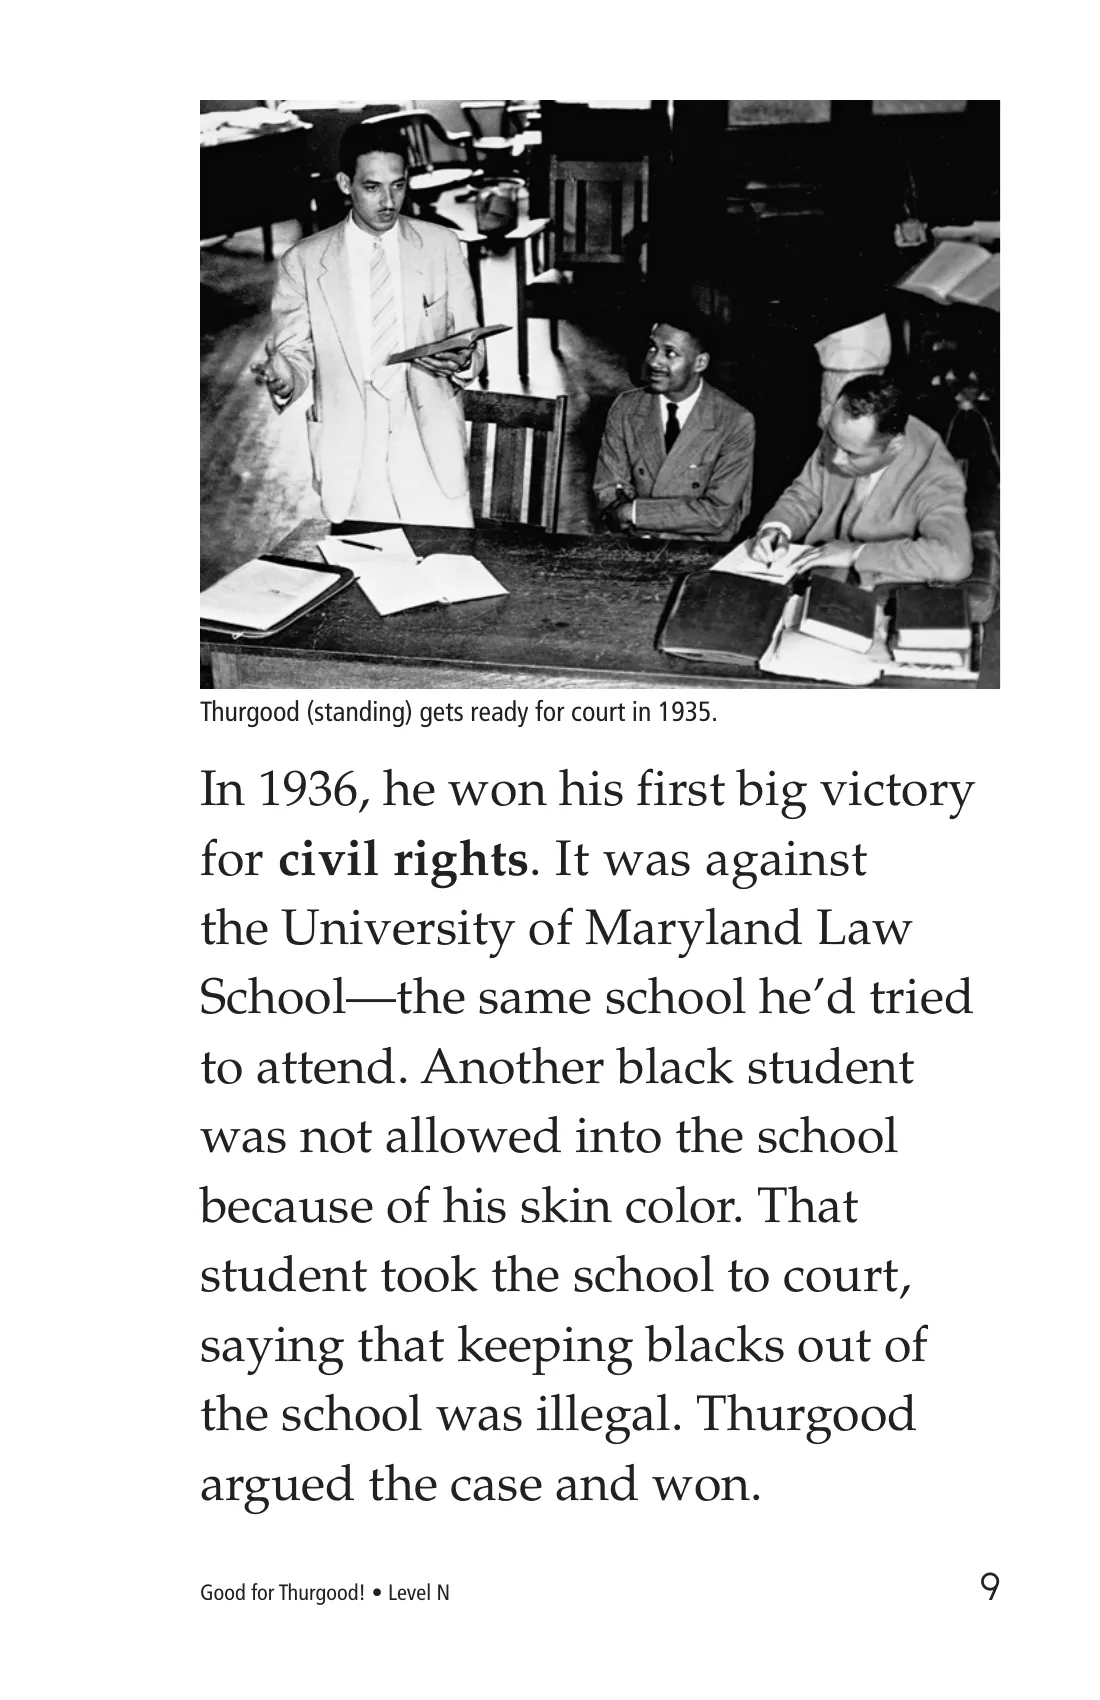 Thurgood (standing) gets ready for court in 1935.
In 1936, he won his first big victory
for civil rights. It was against
the University of Maryland Law
School—the same school he’d tried
to attend. Another black student
was not allowed into the school
because of his skin color. That
student took the school to court,
saying that keeping blacks out of
the school was illegal. Thurgood
argued the case and won.
Good for Thurgood! • Level N
9